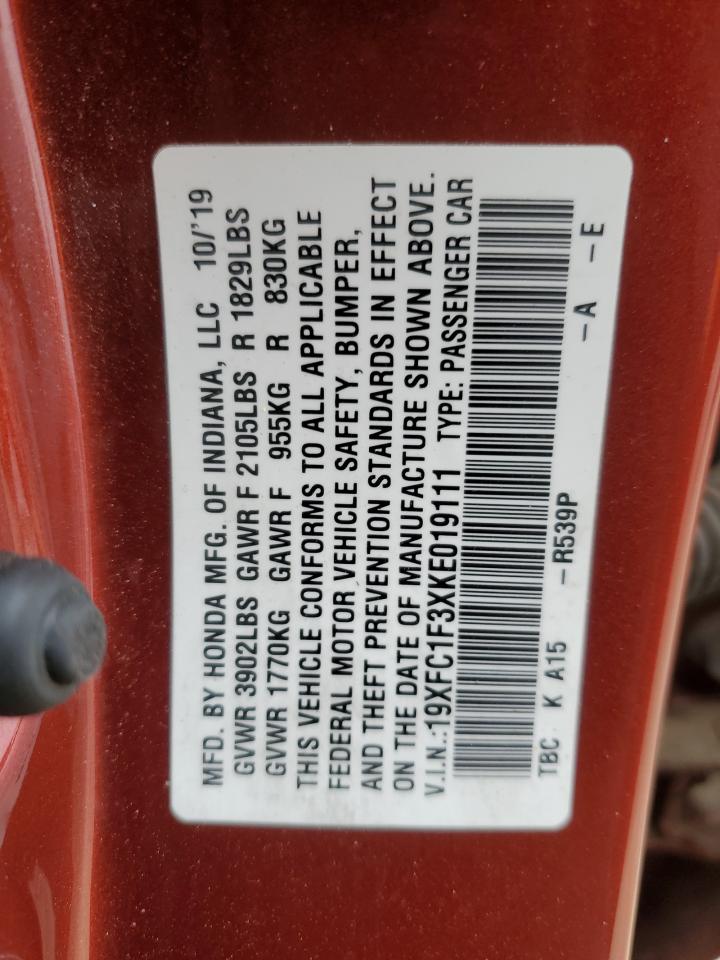 MFD. BY HONDA MFG. OF INDIANA, LLC 10/'19
GVWR 3902LBS GAWR F 2105LBS R 1829LBS
GVWR 1770KG GAWR F 955KG R 830KG
THIS VEHICLE CONFORMS TO ALL APPLICABLE
FEDERAL MOTOR VEHICLE SAFETY, BUMPER,
AND THEFT PREVENTION STANDARDS IN EFFECT
ON THE DATE OF MANUFACTURE SHOWN ABOVE.
V.I.N.:19XFC1F3XKE019111 TYPE: PASSENGER CAR
TBC K A15 -R539P -A -E